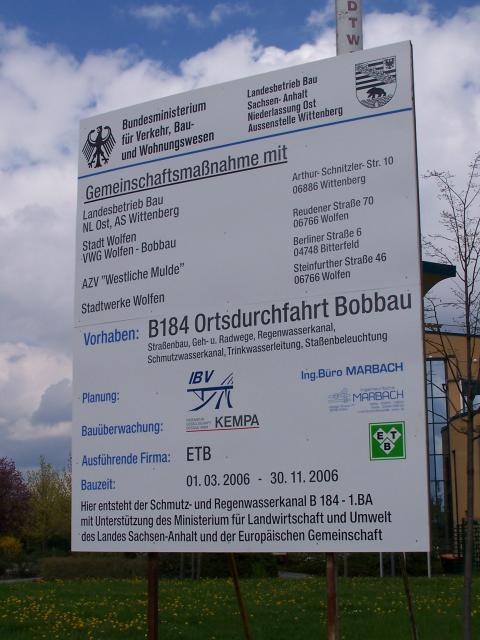 DTW
Bundesministerium
für Verkehr, Bau-
und Wohnungswesen
Landesbetrieb Bau
Sachsen- Anhalt
Niederlassung Ost
Aussenstelle Wittenberg
Gemeinschaftsmaßnahme mit
Landesbetrieb Bau
NL Ost, AS Wittenberg
Arthur- Schnitzler- Str. 10
06886 Wittenberg
Stadt Wolfen
Reudener Straße 70
06766 Wolfen
VWG Wolfen - Bobbau
Berliner Straße 6
04748 Bitterfeld
AZV "Westliche Mulde"
Steinfurther Straße 46
06766 Wolfen
Stadtwerke Wolfen
Vorhaben: B184 Ortsdurchfahrt Bobbau
Straßenbau, Geh- u. Radwege, Regenwasserkanal,
Schmutzwasserkanal, Trinkwasserleitung, Staßenbeleuchtung
Planung:
IBV
Ing.Büro MARBACH
MARBACH
Bauüberwachung:
KEMPA
Ausführende Firma: ETB
ETB
Bauzeit: 01. 03. 2006 - 30. 11. 2006
Hier entsteht der Schmutz- und Regenwasserkanal B 184 - 1.BA
mit Unterstützung des Ministerium für Landwirtschaft und Umwelt
des Landes Sachsen-Anhalt und der Europäischen Gemeinschaft